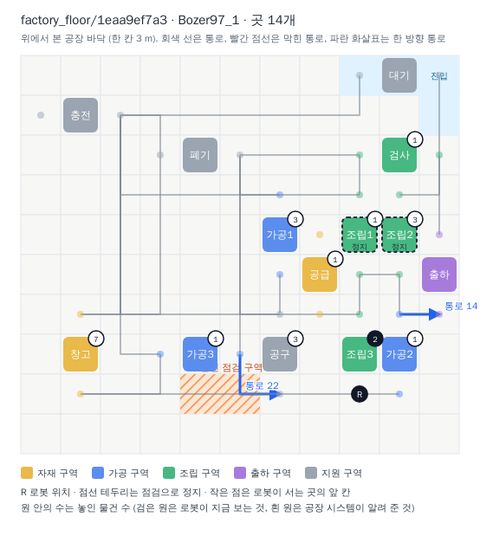 factory_floor/1eaa9ef7a3 · Bozer97_1 · 곳 14개
위에서 본 공장 바닥 (한 칸 3 m). 회색 선은 통로, 빨간 점선은 막힌 통로, 파란 화살표는 한 방향 통로
대기
충전
1
폐기
검사
3
1
3
가공1
조립1
조립2
정지
정지
1
공급
출하
통로 14
7
1
3
2
1
창고
가공3
공구
조립3
가공2
점검 구역
통로 22
R
자재 구역
가공 구역
조립 구역
출하 구역
지원 구역
R 로봇 위치 · 점선 테두리는 점검으로 정지 · 작은 점은 로봇이 서는 곳의 앞 칸
원 안의 수는 놓인 물건 수 (검은 원은 로봇이 지금 보는 것, 흰 원은 공장 시스템이 알려 준 것)